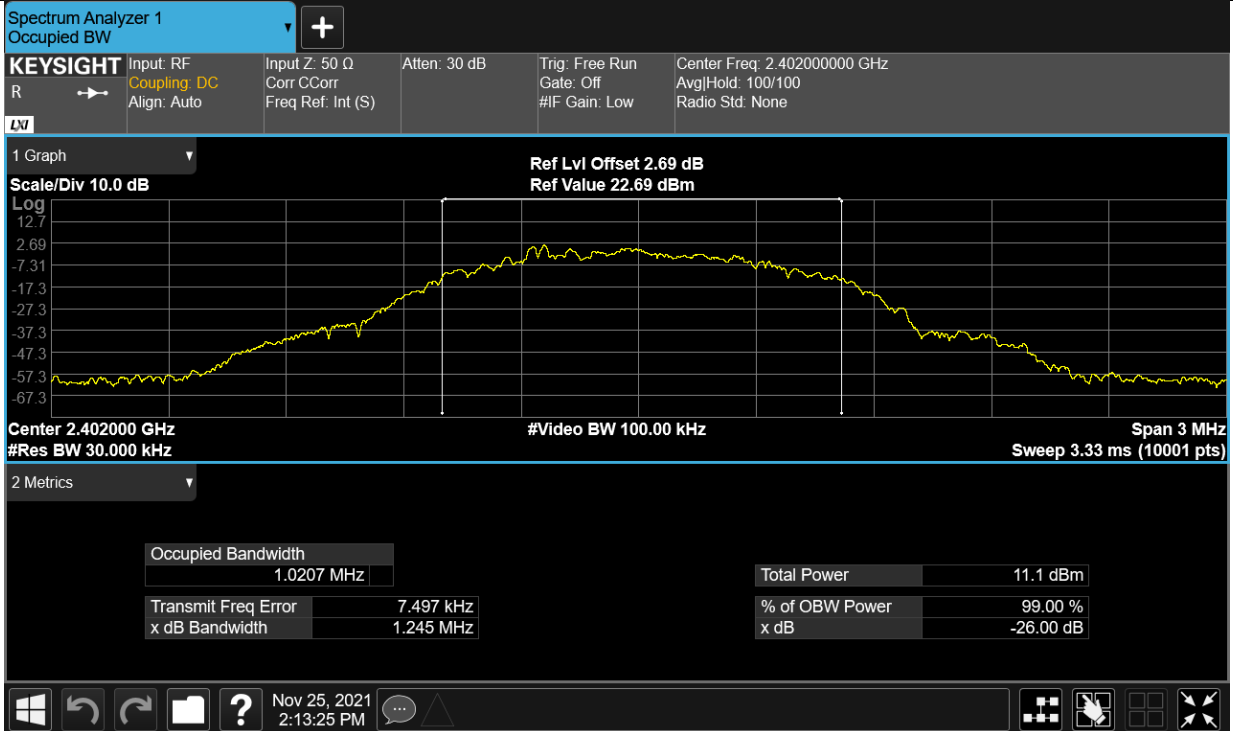 Spectrum Analyzer 1
Occupied BW
KEYSIGHT
R
LXI
Input: RF
Coupling: DC
Align: Auto
Input Z: 50 Ω
Corr CCorr
Freq Ref: Int (S)
Atten: 30 dB
Trig: Free Run
Gate: Off
#IF Gain: Low
Center Freq: 2.402000000 GHz
Avg|Hold: 100/100
Radio Std: None
1 Graph
Scale/Div 10.0 dB
Ref Lvl Offset 2.69 dB
Ref Value 22.69 dBm
Log
12.7
2.69
-7.31
-17.3
-27.3
-37.3
-47.3
-57.3
-67.3
Center 2.402000 GHz
#Video BW 100.00 kHz
Span 3 MHz
#Res BW 30.000 kHz
Sweep 3.33 ms (10001 pts)
2 Metrics
Occupied Bandwidth
1.0207 MHz
Transmit Freq Error 7.497 kHz
x dB Bandwidth 1.245 MHz
Total Power 11.1 dBm
% of OBW Power 99.00 %
x dB -26.00 dB
?
Nov 25, 2021
2:13:25 PM